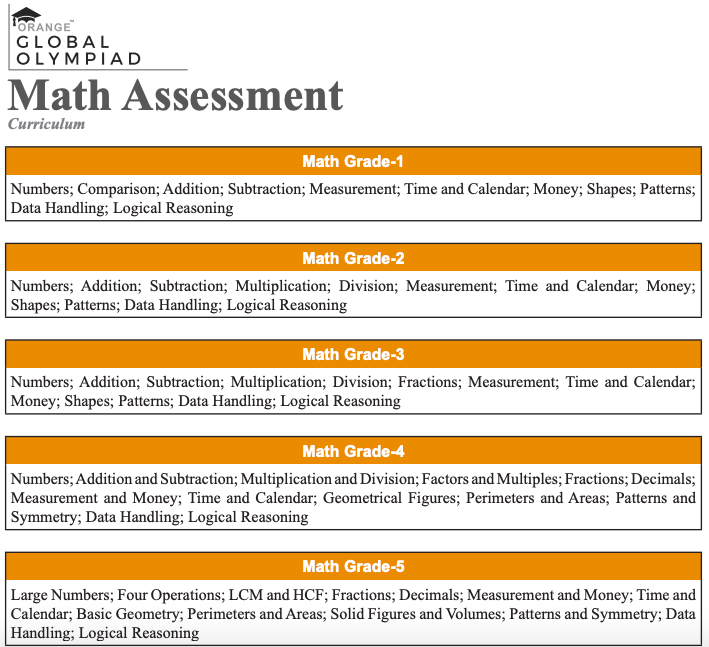 ORANGE™
GLOBAL
OLYMPIAD
Math Assessment
Curriculum
Math Grade-1
Numbers; Comparison; Addition; Subtraction; Measurement; Time and Calendar; Money; Shapes; Patterns;
Data Handling; Logical Reasoning
Math Grade-2
Numbers; Addition; Subtraction; Multiplication; Division; Measurement; Time and Calendar; Money;
Shapes; Patterns; Data Handling; Logical Reasoning
Math Grade-3
Numbers; Addition; Subtraction; Multiplication; Division; Fractions; Measurement; Time and Calendar;
Money; Shapes; Patterns; Data Handling; Logical Reasoning
Math Grade-4
Numbers; Addition and Subtraction; Multiplication and Division; Factors and Multiples; Fractions; Decimals;
Measurement and Money; Time and Calendar; Geometrical Figures; Perimeters and Areas; Patterns and
Symmetry; Data Handling; Logical Reasoning
Math Grade-5
Large Numbers; Four Operations; LCM and HCF; Fractions; Decimals; Measurement and Money; Time and
Calendar; Basic Geometry; Perimeters and Areas; Solid Figures and Volumes; Patterns and Symmetry; Data
Handling; Logical Reasoning